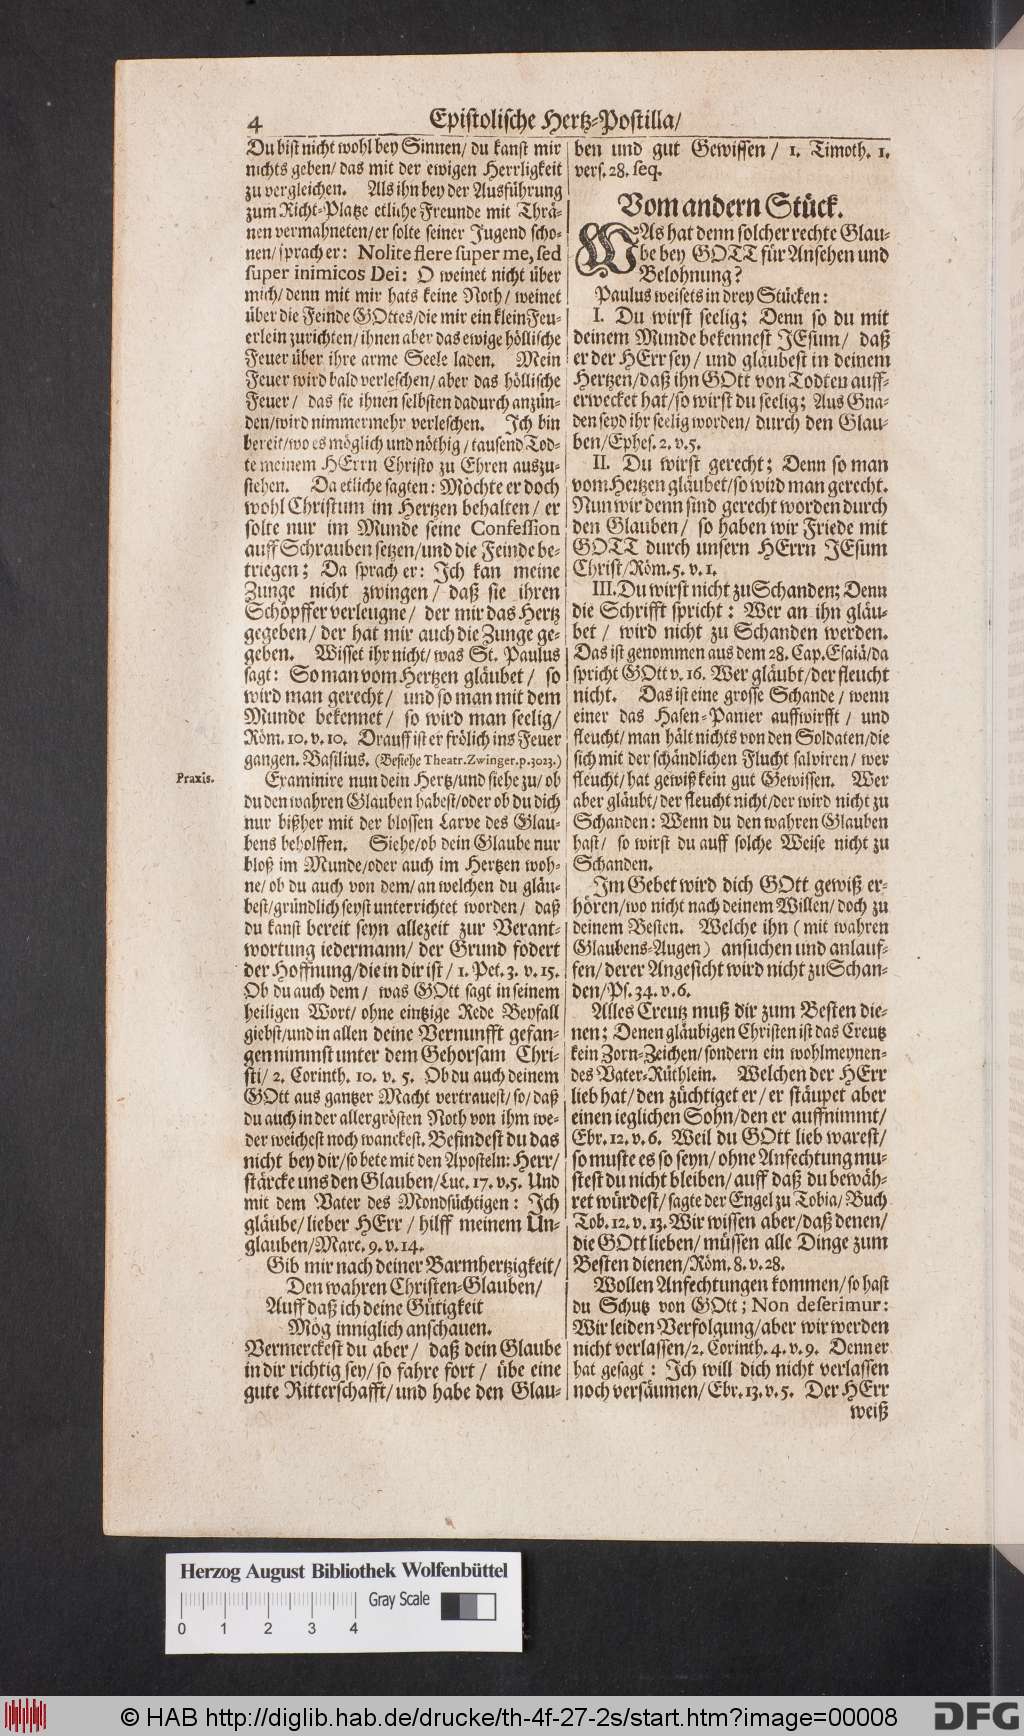 4
Epistolische Hertz-Postilla/
Du bist nicht wohl bey Sinnen/ du kanst mir
nichts geben/ das mit der ewigen Herrligkeit
zu vergleichen. Als ihn bey der Ausführung
zum Richt-Platze etliche Freunde mit Thrä-
nen vermahneten/ er solte seiner Jugend scho-
nen/ sprach er: Nolite flere super me, sed
super inimicos Dei: O weinet nicht über
mich/ denn mit mir hats keine Noth/ weinet
über die Feinde GOttes/ die mir ein klein Feu-
erlein zurichten/ ihnen aber das ewige höllische
Feuer über ihre arme Seele laden. Mein
Feuer wird bald verleschen/ aber das höllische
Feuer/ das sie ihnen selbsten dadurch anzün-
den/ wird nimmermehr verleschen. Ich bin
bereit/ wo es möglich und nöthig/ tausend Tod-
te meinem HErrn Christo zu Ehren auszu-
stehen. Da etliche sagten: Möchte er doch
wohl Christum im Hertzen behalten/ er
solte nur im Munde seine Confession
auff Schrauben setzen/ und die Feinde be-
triegen; Da sprach er: Ich kan meine
Zunge nicht zwingen/ daß sie ihren
Schöpffer verleugne/ der mir das Hertz
gegeben/ der hat mir auch die Zunge ge-
geben. Wisset ihr nicht/ was St. Paulus
sagt: So man vom Hertzen gläubet/ so
wird man gerecht/ und so man mit dem
Munde bekennet/ so wird man seelig/
Röm. 10. v. 10. Drauff ist er frölich ins Feuer
gangen. Basilius. (Besiehe Theatr. Zwinger. p. 3023.)
Praxis.
Examinire nun dein Hertz/ und siehe zu/ ob
du den wahren Glauben habest/ oder ob du dich
nur bißher mit der blossen Larve des Glau-
bens beholffen. Siehe/ ob dein Glaube nur
bloß im Munde/ oder auch im Hertzen woh-
ne/ ob du auch von dem/ an welchen du gläu-
best/ gründlich seyst unterrichtet worden/ daß
du kanst bereit seyn allezeit zur Verant-
wortung iedermann/ der Grund fodert
der Hoffnung/ die in dir ist/ 1. Pet. 3. v. 15.
Ob du auch dem/ was GOtt sagt in seinem
heiligen Wort/ ohne eintzige Rede Beyfall
giebst/ und in allen deine Vernunfft gefan-
gen nimmst unter dem Gehorsam Chri-
sti/ 2. Corinth. 10. v. 5. Ob du auch deinem
GOtt aus gantzer Macht vertrauest/ so/ daß
du auch in der allergrösten Noth von ihm we-
der weichest noch wanckest. Befindest du das
nicht bey dir/ so bete mit den Aposteln: Herr/
stärcke uns den Glauben/ Luc. 17. v. 5. Und
mit dem Vater des Mondsüchtigen: Ich
gläube/ lieber HErr/ hilff meinem Un-
glauben/ Marc. 9. v. 14.
Gib mir nach deiner Barmhertzigkeit/
Den wahren Christen-Glauben/
Auff daß ich deine Gütigkeit
Mög inniglich anschauen.
Vermerckest du aber/ daß dein Glaube
in dir richtig sey/ so fahre fort/ übe eine
gute Ritterschafft/ und habe den Glau-
ben und gut Gewissen/ 1. Timoth. 1.
vers. 28. seq.
Vom andern Stück.
WAs hat denn solcher rechte Glau-
be bey GOTT für Ansehen und
Belohnung?
Paulus weisets in drey Stücken:
I. Du wirst seelig; Denn so du mit
deinem Munde bekennest JEsum/ daß
er der HErr sey/ und gläubest in deinem
Hertzen/ daß ihn GOtt von Todten auff-
erwecket hat/ so wirst du seelig; Aus Gna-
den seyd ihr seelig worden/ durch den Glau-
ben/ Ephes. 2. v. 5.
II. Du wirst gerecht; Denn so man
vom Hertzen gläubet/ so wird man gerecht.
Nun wir denn sind gerecht worden durch
den Glauben/ so haben wir Friede mit
GOTT durch unsern HErrn JEsum
Christ/ Röm. 5. v. 1.
III. Du wirst nicht zu Schanden; Denn
die Schrifft spricht: Wer an ihn gläu-
bet/ wird nicht zu Schanden werden.
Das ist genommen aus dem 28. Cap. Esaiä/ da
spricht GOtt v. 16. Wer gläubt/ der fleucht
nicht. Das ist eine grosse Schande/ wenn
einer das Hasen-Panier auffwirfft/ und
fleucht/ man hält nichts von den Soldaten/ die
sich mit der schändlichen Flucht salviren/ wer
fleucht/ hat gewiß kein gut Gewissen. Wer
aber gläubt/ der fleucht nicht/ der wird nicht zu
Schanden: Wenn du den wahren Glauben
hast/ so wirst du auff solche Weise nicht zu
Schanden.
Im Gebet wird dich GOtt gewiß er-
hören/ wo nicht nach deinem Willen/ doch zu
deinem Besten. Welche ihn (mit wahren
Glaubens-Augen) ansuchen und anlauf-
fen/ derer Angesicht wird nicht zu Schan-
den/ Ps. 34. v. 6.
Alles Creutz muß dir zum Besten die-
nen; Denen gläubigen Christen ist das Creutz
kein Zorn-Zeichen/ sondern ein wohlmeynen-
des Vater-Rüthlein. Welchen der HErr
lieb hat/ den züchtiget er/ er stäupet aber
einen ieglichen Sohn/ den er auffnimmt/
Ebr. 12. v. 6. Weil du GOtt lieb warest/
so muste es so seyn/ ohne Anfechtung mu-
stest du nicht bleiben/ auff daß du bewäh-
ret würdest/ sagte der Engel zu Tobia/ Buch
Tob. 12. v. 13. Wir wissen aber/ daß denen/
die GOtt lieben/ müssen alle Dinge zum
Besten dienen/ Röm. 8. v. 28.
Wollen Anfechtungen kommen/ so hast
du Schutz von GOtt; Non deserimur:
Wir leiden Verfolgung/ aber wir werden
nicht verlassen/ 2. Corinth. 4. v. 9. Denn er
hat gesagt: Ich will dich nicht verlassen
noch versäumen/ Ebr. 13. v. 5. Der HErr
weiß
Herzog August Bibliothek Wolfenbüttel
Gray Scale
0 1 2 3 4
© HAB http://diglib.hab.de/drucke/th-4f-27-2s/start.htm?image=00008
DFG